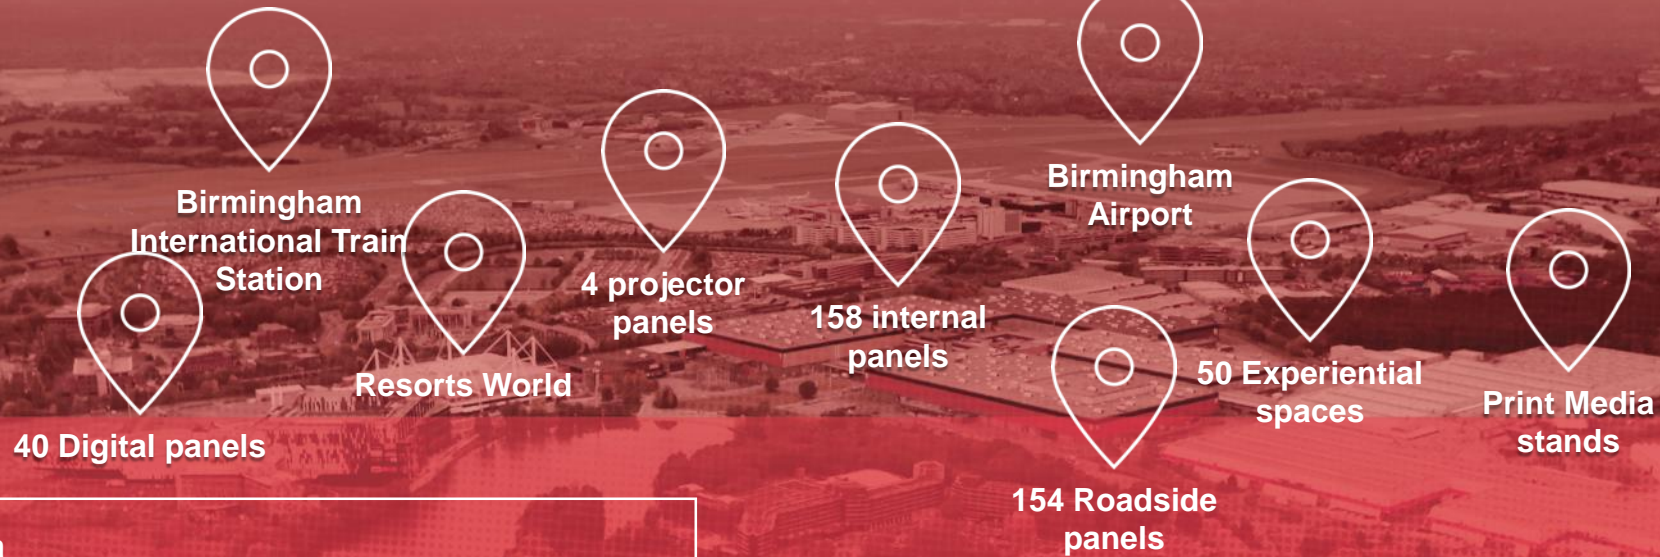 Birmingham
International Train
Station
Birmingham
Airport
4 projector
panels
158 internal
panels
Resorts World
50 Experiential
spaces
Print Media
stands
40 Digital panels
154 Roadside
panels